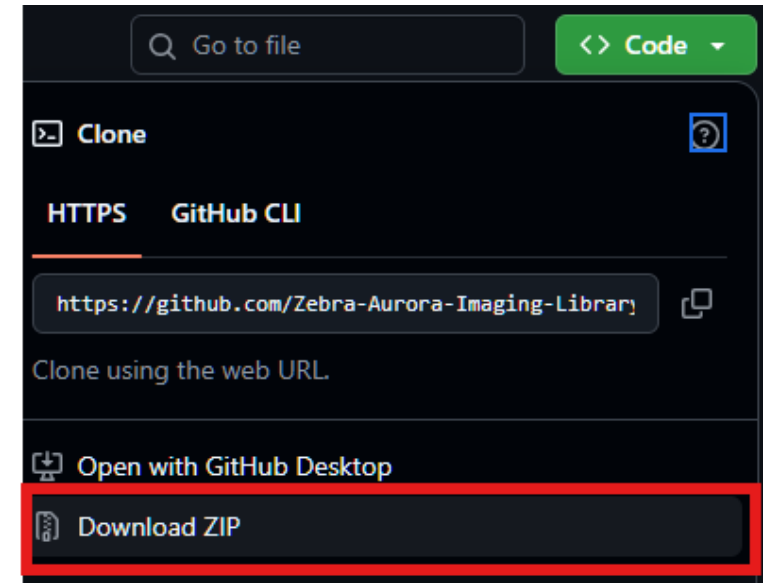 Go to file
<> Code
Clone
HTTPS GitHub CLI
https://github.com/Zebra-Aurora-Imaging-Library
Clone using the web URL.
Open with GitHub Desktop
Download ZIP